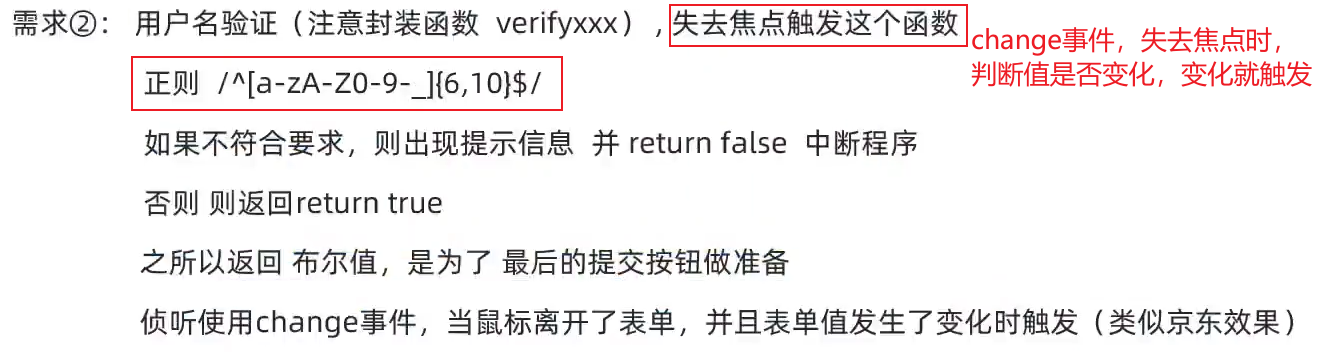 需求②： 用户名验证（注意封装函数 verifyxxx）, 失去焦点触发这个函数
change事件，失去焦点时，
判断值是否变化，变化就触发
正则 /^[a-zA-Z0-9-_]{6,10}$/
如果不符合要求，则出现提示信息 并 return false 中断程序
否则 则返回return true
之所以返回 布尔值，是为了 最后的提交按钮做准备
侦听使用change事件，当鼠标离开了表单，并且表单值发生了变化时触发（类似京东效果）